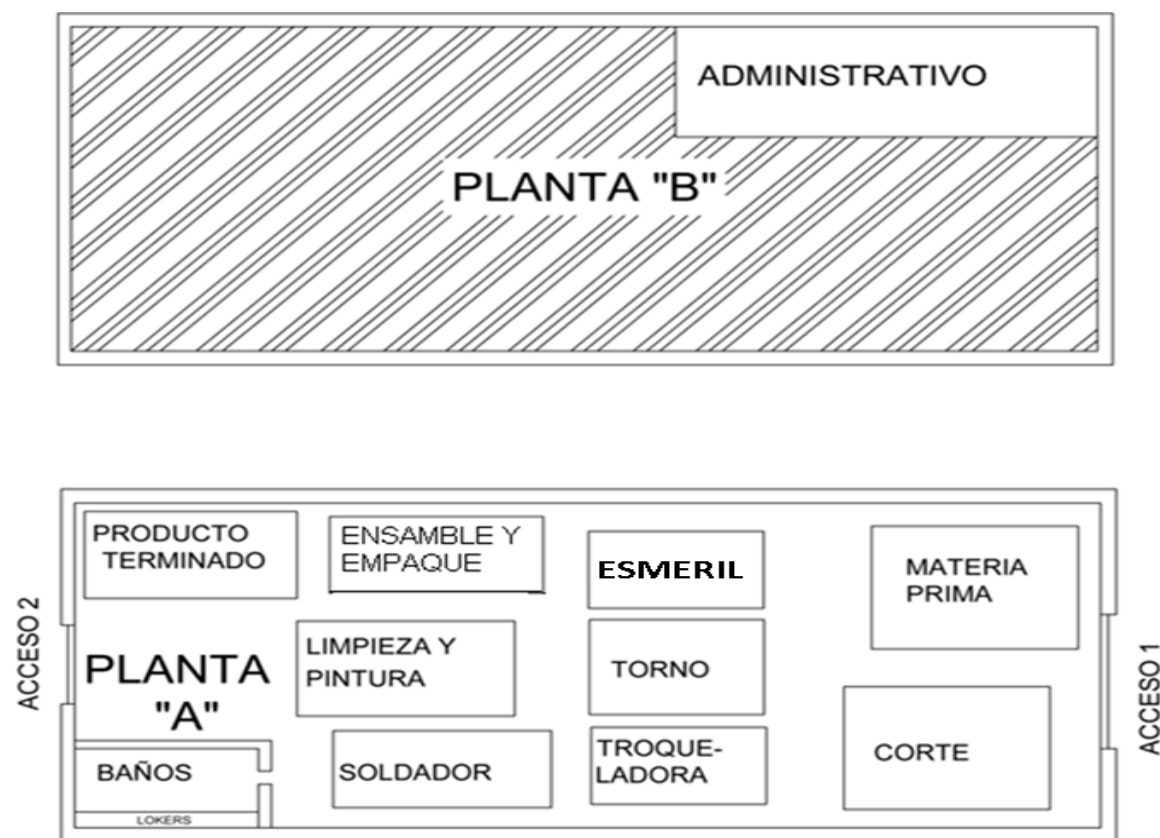 ADMINISTRATIVO
PLANTA "B"
PRODUCTO
TERMINADO
ENSAMBLE Y
EMPAQUE
ESMERIL
MATERIA
PRIMA
ACCESO 2
LIMPIEZA Y
PINTURA
TORNO
PLANTA
"A"
ACCESO 1
BAÑOS
LOKERS
SOLDADOR
TROQUE-
LADORA
CORTE